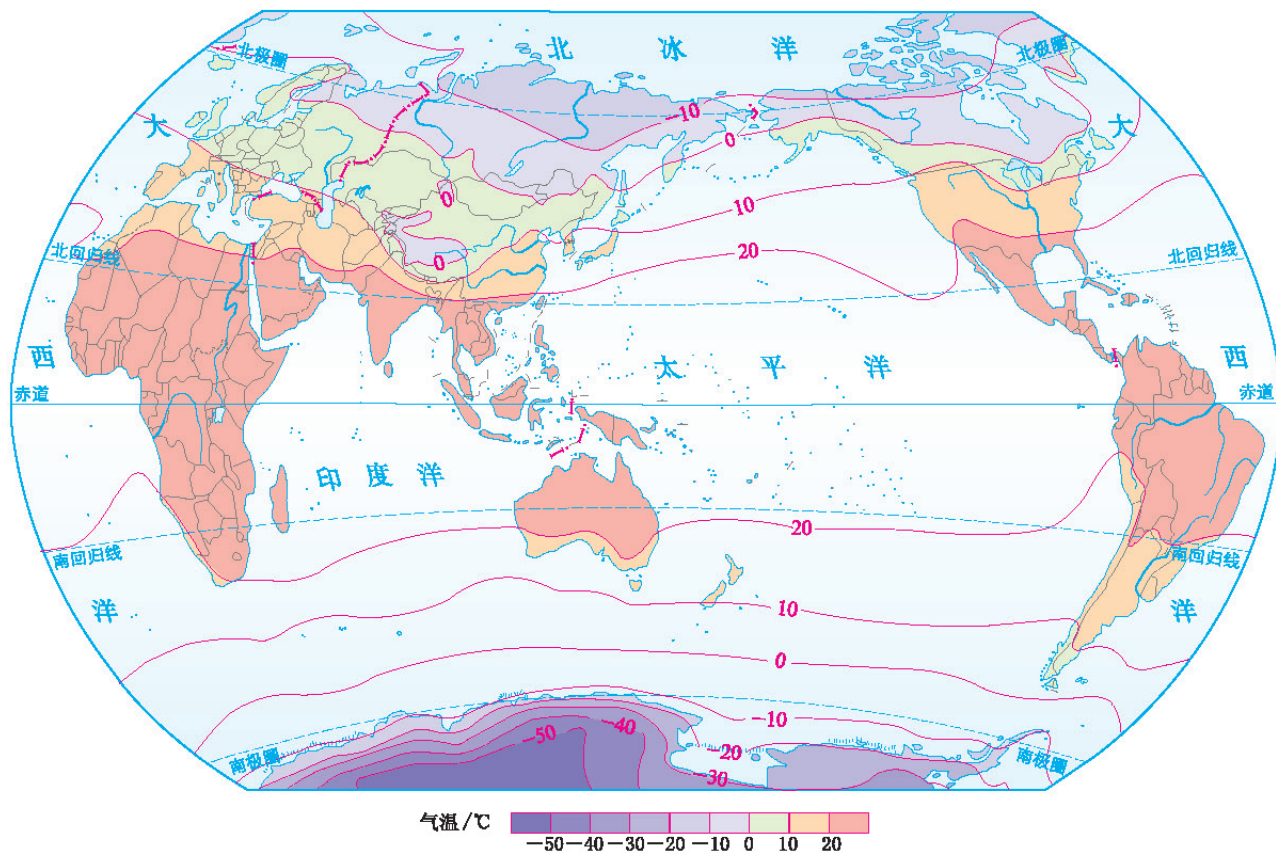 北冰洋
北极圈
北极圈
大
大
-10
0
0
10
0
20
北回归线
北回归线
西
太平洋
西
赤道
赤道
印度洋
20
南回归线
南回归线
洋
10
洋
0
-10
-40
-50
-20
-30
南极圈
南极圈
气温/℃
-50 -40 -30 -20 -10 0 10 20